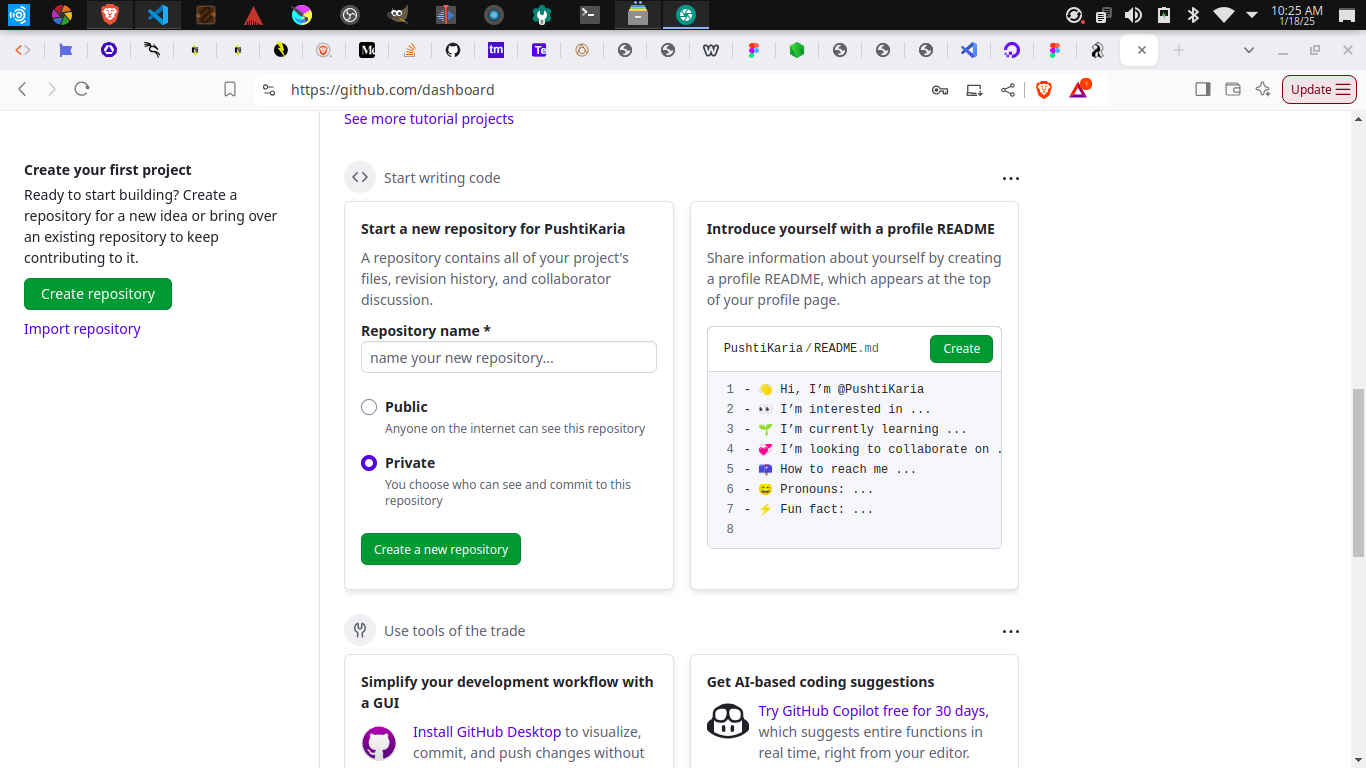 10:25 AM
1/18/25
https://github.com/dashboard
1
Update
See more tutorial projects
Create your first project
Ready to start building? Create a
repository for a new idea or bring over
an existing repository to keep
contributing to it.
Create repository
Import repository
Start writing code
Start a new repository for PushtiKaria
A repository contains all of your project's
files, revision history, and collaborator
discussion.
Repository name *
name your new repository...
Public
Anyone on the internet can see this repository
Private
You choose who can see and commit to this
repository
Create a new repository
Introduce yourself with a profile README
Share information about yourself by creating
a profile README, which appears at the top
of your profile page.
PushtiKaria/README.md
Create
1 - 👋 Hi, I’m @PushtiKaria
2 - 👀 I’m interested in ...
3 - 🌱 I’m currently learning ...
4 - 💞️ I’m looking to collaborate on .
5 - 📫 How to reach me ...
6 - 😄 Pronouns: ...
7 - ⚡ Fun fact: ...
8
Use tools of the trade
Simplify your development workflow with
a GUI
Install GitHub Desktop to visualize,
commit, and push changes without
Get AI-based coding suggestions
Try GitHub Copilot free for 30 days,
which suggests entire functions in
real time, right from your editor.